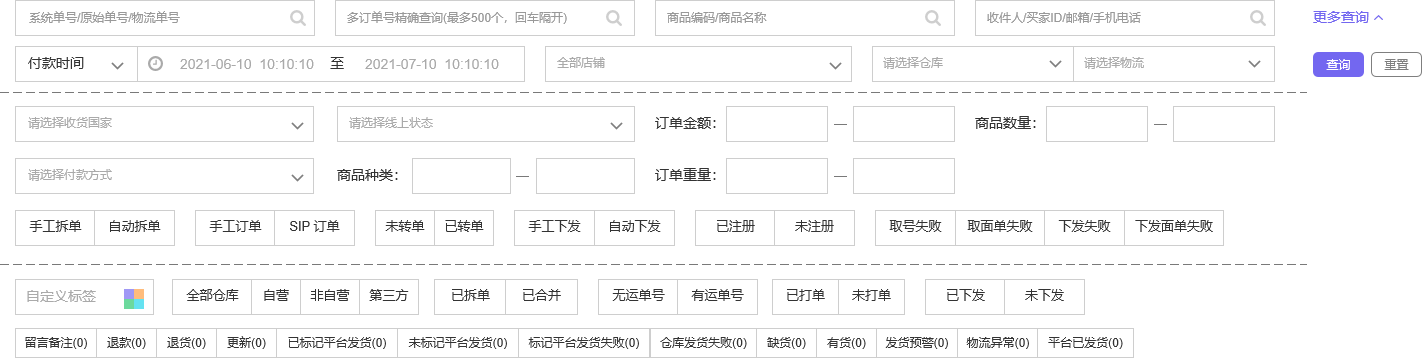 系统单号/原始单号/物流单号 多订单号精确查询(最多500个，回车隔开) 商品编码/商品名称 收件人/买家ID/邮箱/手机电话 更多查询
付款时间 2021-06-10 10:10:10 至 2021-07-10 10:10:10 全部店铺 请选择仓库 请选择物流 查询 重置
请选择收货国家 请选择线上状态 订单金额： — 商品数量： —
请选择付款方式 商品种类： — 订单重量： —
手工拆单 自动拆单 手工订单 SIP 订单 未转单 已转单 手工下发 自动下发 已注册 未注册 取号失败 取面单失败 下发失败 下发面单失败
自定义标签 全部仓库 自营 非自营 第三方 已拆单 已合并 无运单号 有运单号 已打单 未打单 已下发 未下发
留言备注(0) 退款(0) 退货(0) 更新(0) 已标记平台发货(0) 未标记平台发货(0) 标记平台发货失败(0) 仓库发货失败(0) 缺货(0) 有货(0) 发货预警(0) 物流异常(0) 平台已发货(0)